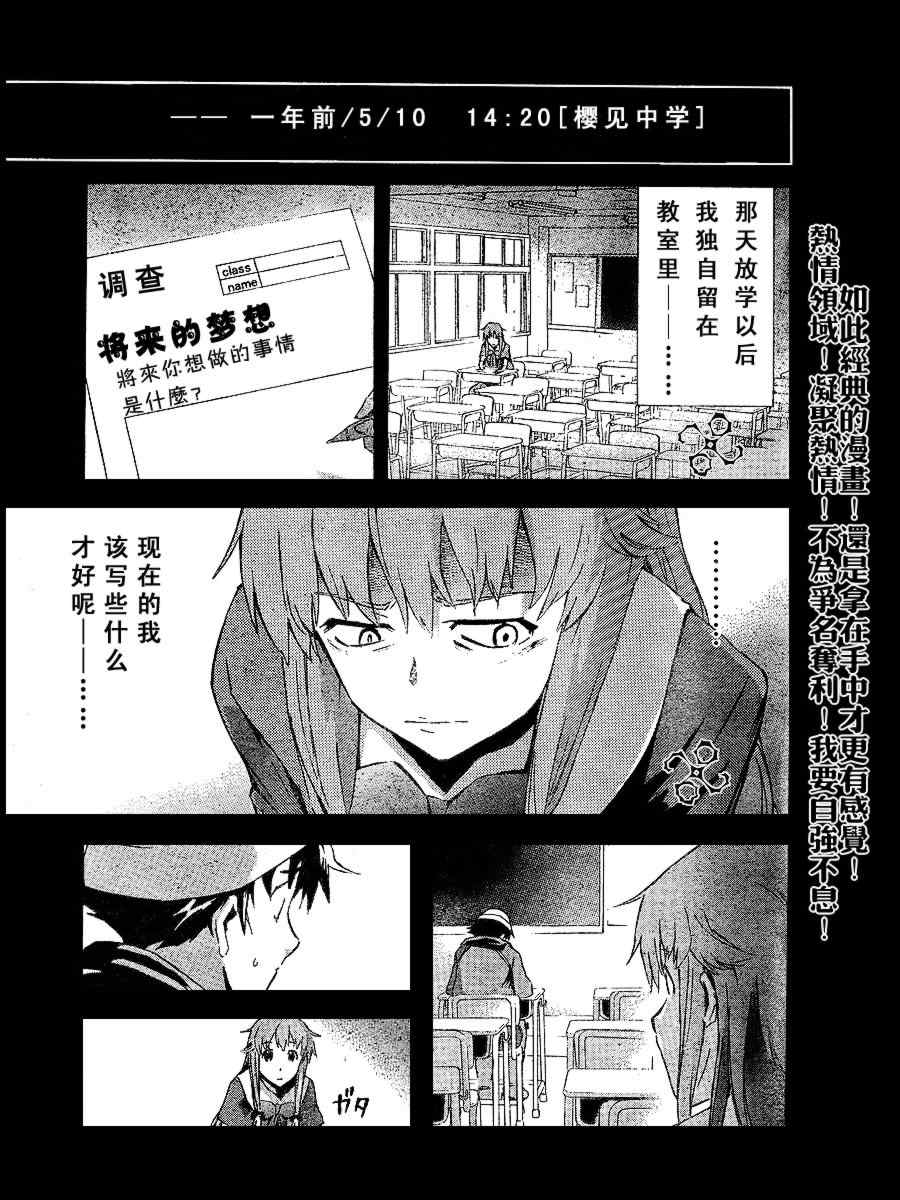 —— 一年前/5/10 14:20[樱见中学]
那天放学以后
我独自留在
教室里——……
调查
class
name
将来的梦想
將來你想做的事情
是什麼？
………
现在的我
该写些什么
才好呢——……
ガタ
如此經典的漫畫！還是拿在手中才更有感覺！
熱情領域！凝聚熱情！不為爭名奪利！我要自強不息！